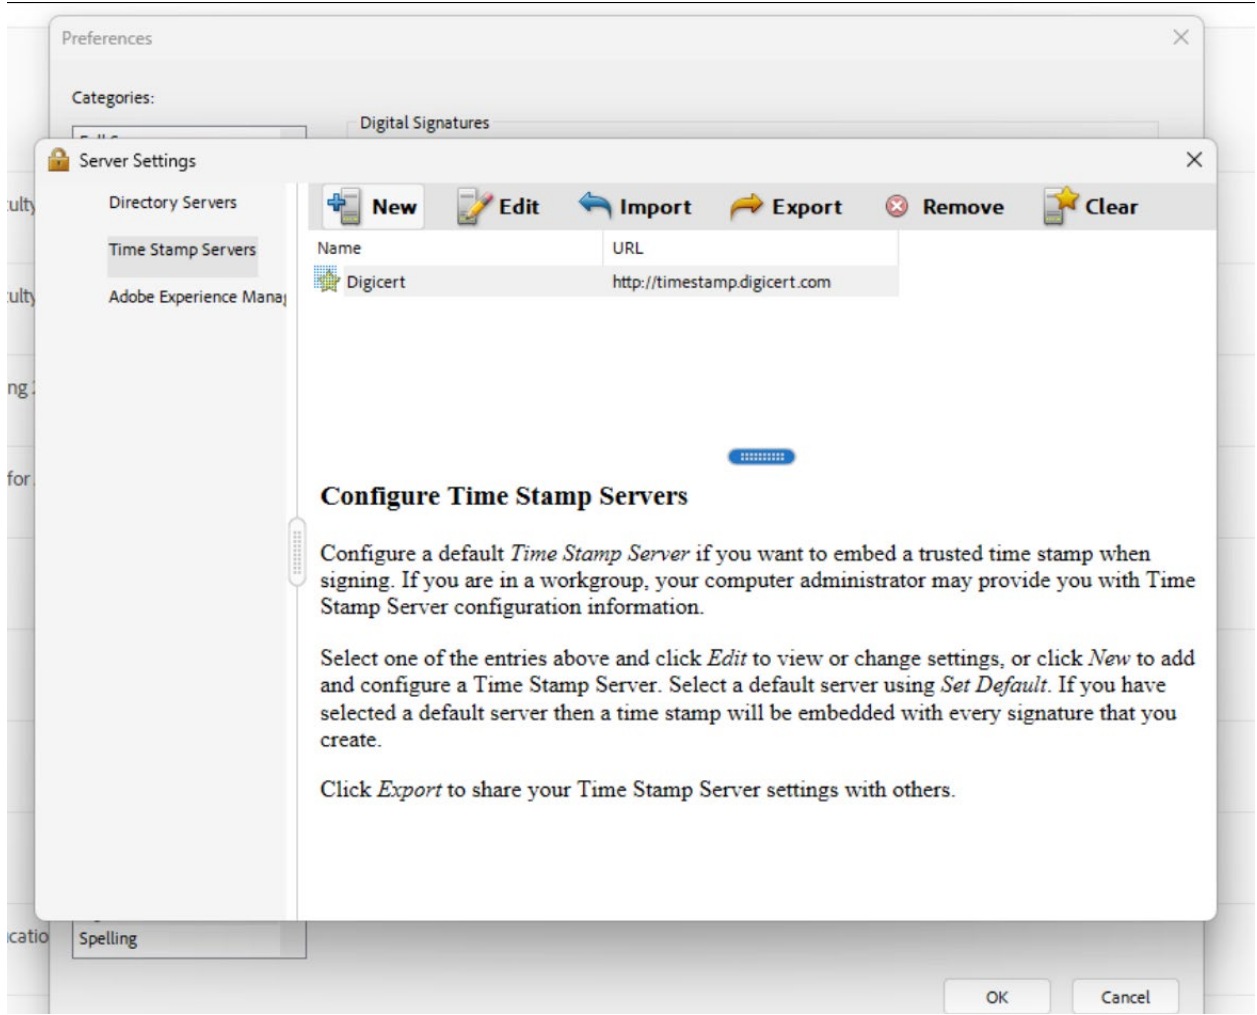 Preferences
Categories:
Digital Signatures
Server Settings
Directory Servers
Time Stamp Servers
Adobe Experience Manag
New
Edit
Import
Export
Remove
Clear
Name
URL
Digicert
http://timestamp.digicert.com
Configure Time Stamp Servers
Configure a default Time Stamp Server if you want to embed a trusted time stamp when
signing. If you are in a workgroup, your computer administrator may provide you with Time
Stamp Server configuration information.
Select one of the entries above and click Edit to view or change settings, or click New to add
and configure a Time Stamp Server. Select a default server using Set Default. If you have
selected a default server then a time stamp will be embedded with every signature that you
create.
Click Export to share your Time Stamp Server settings with others.
culty
culty
ng
for
catio
Spelling
OK
Cancel